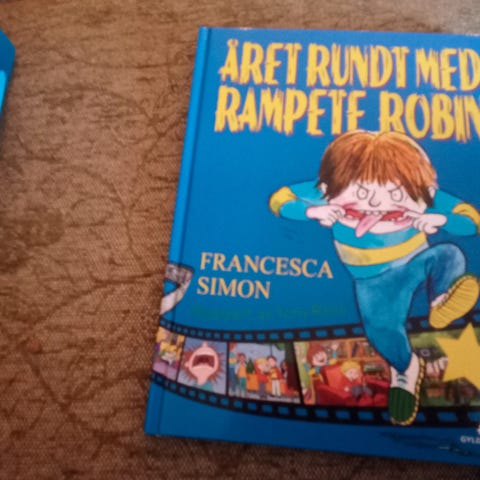 ÅRET RUNDT MED
RAMPETE ROBIN
FRANCESCA
SIMON